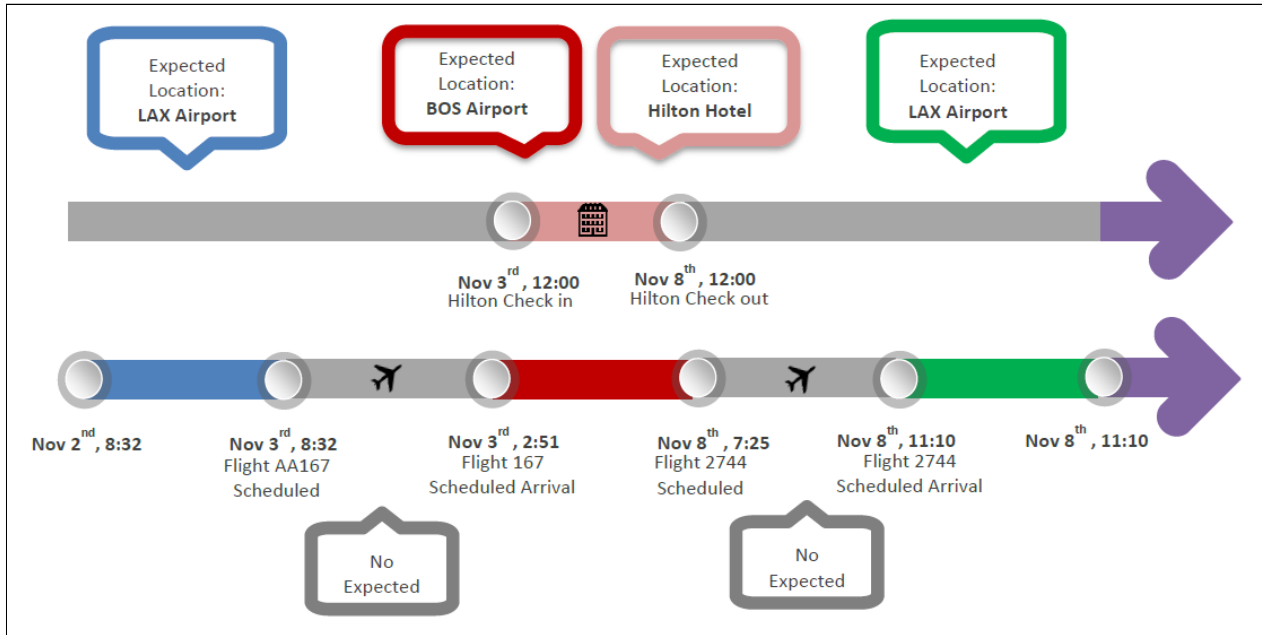 Expected
Location:
LAX Airport
Expected
Location:
BOS Airport
Expected
Location:
Hilton Hotel
Expected
Location:
LAX Airport
Nov 3rd, 12:00
Hilton Check in
Nov 8th, 12:00
Hilton Check out
Nov 2nd, 8:32
Nov 3rd, 8:32
Flight AA167
Scheduled
Nov 3rd, 2:51
Flight 167
Scheduled Arrival
Nov 8th, 7:25
Flight 2744
Scheduled
Nov 8th, 11:10
Flight 2744
Scheduled Arrival
Nov 8th, 11:10
No
Expected
No
Expected